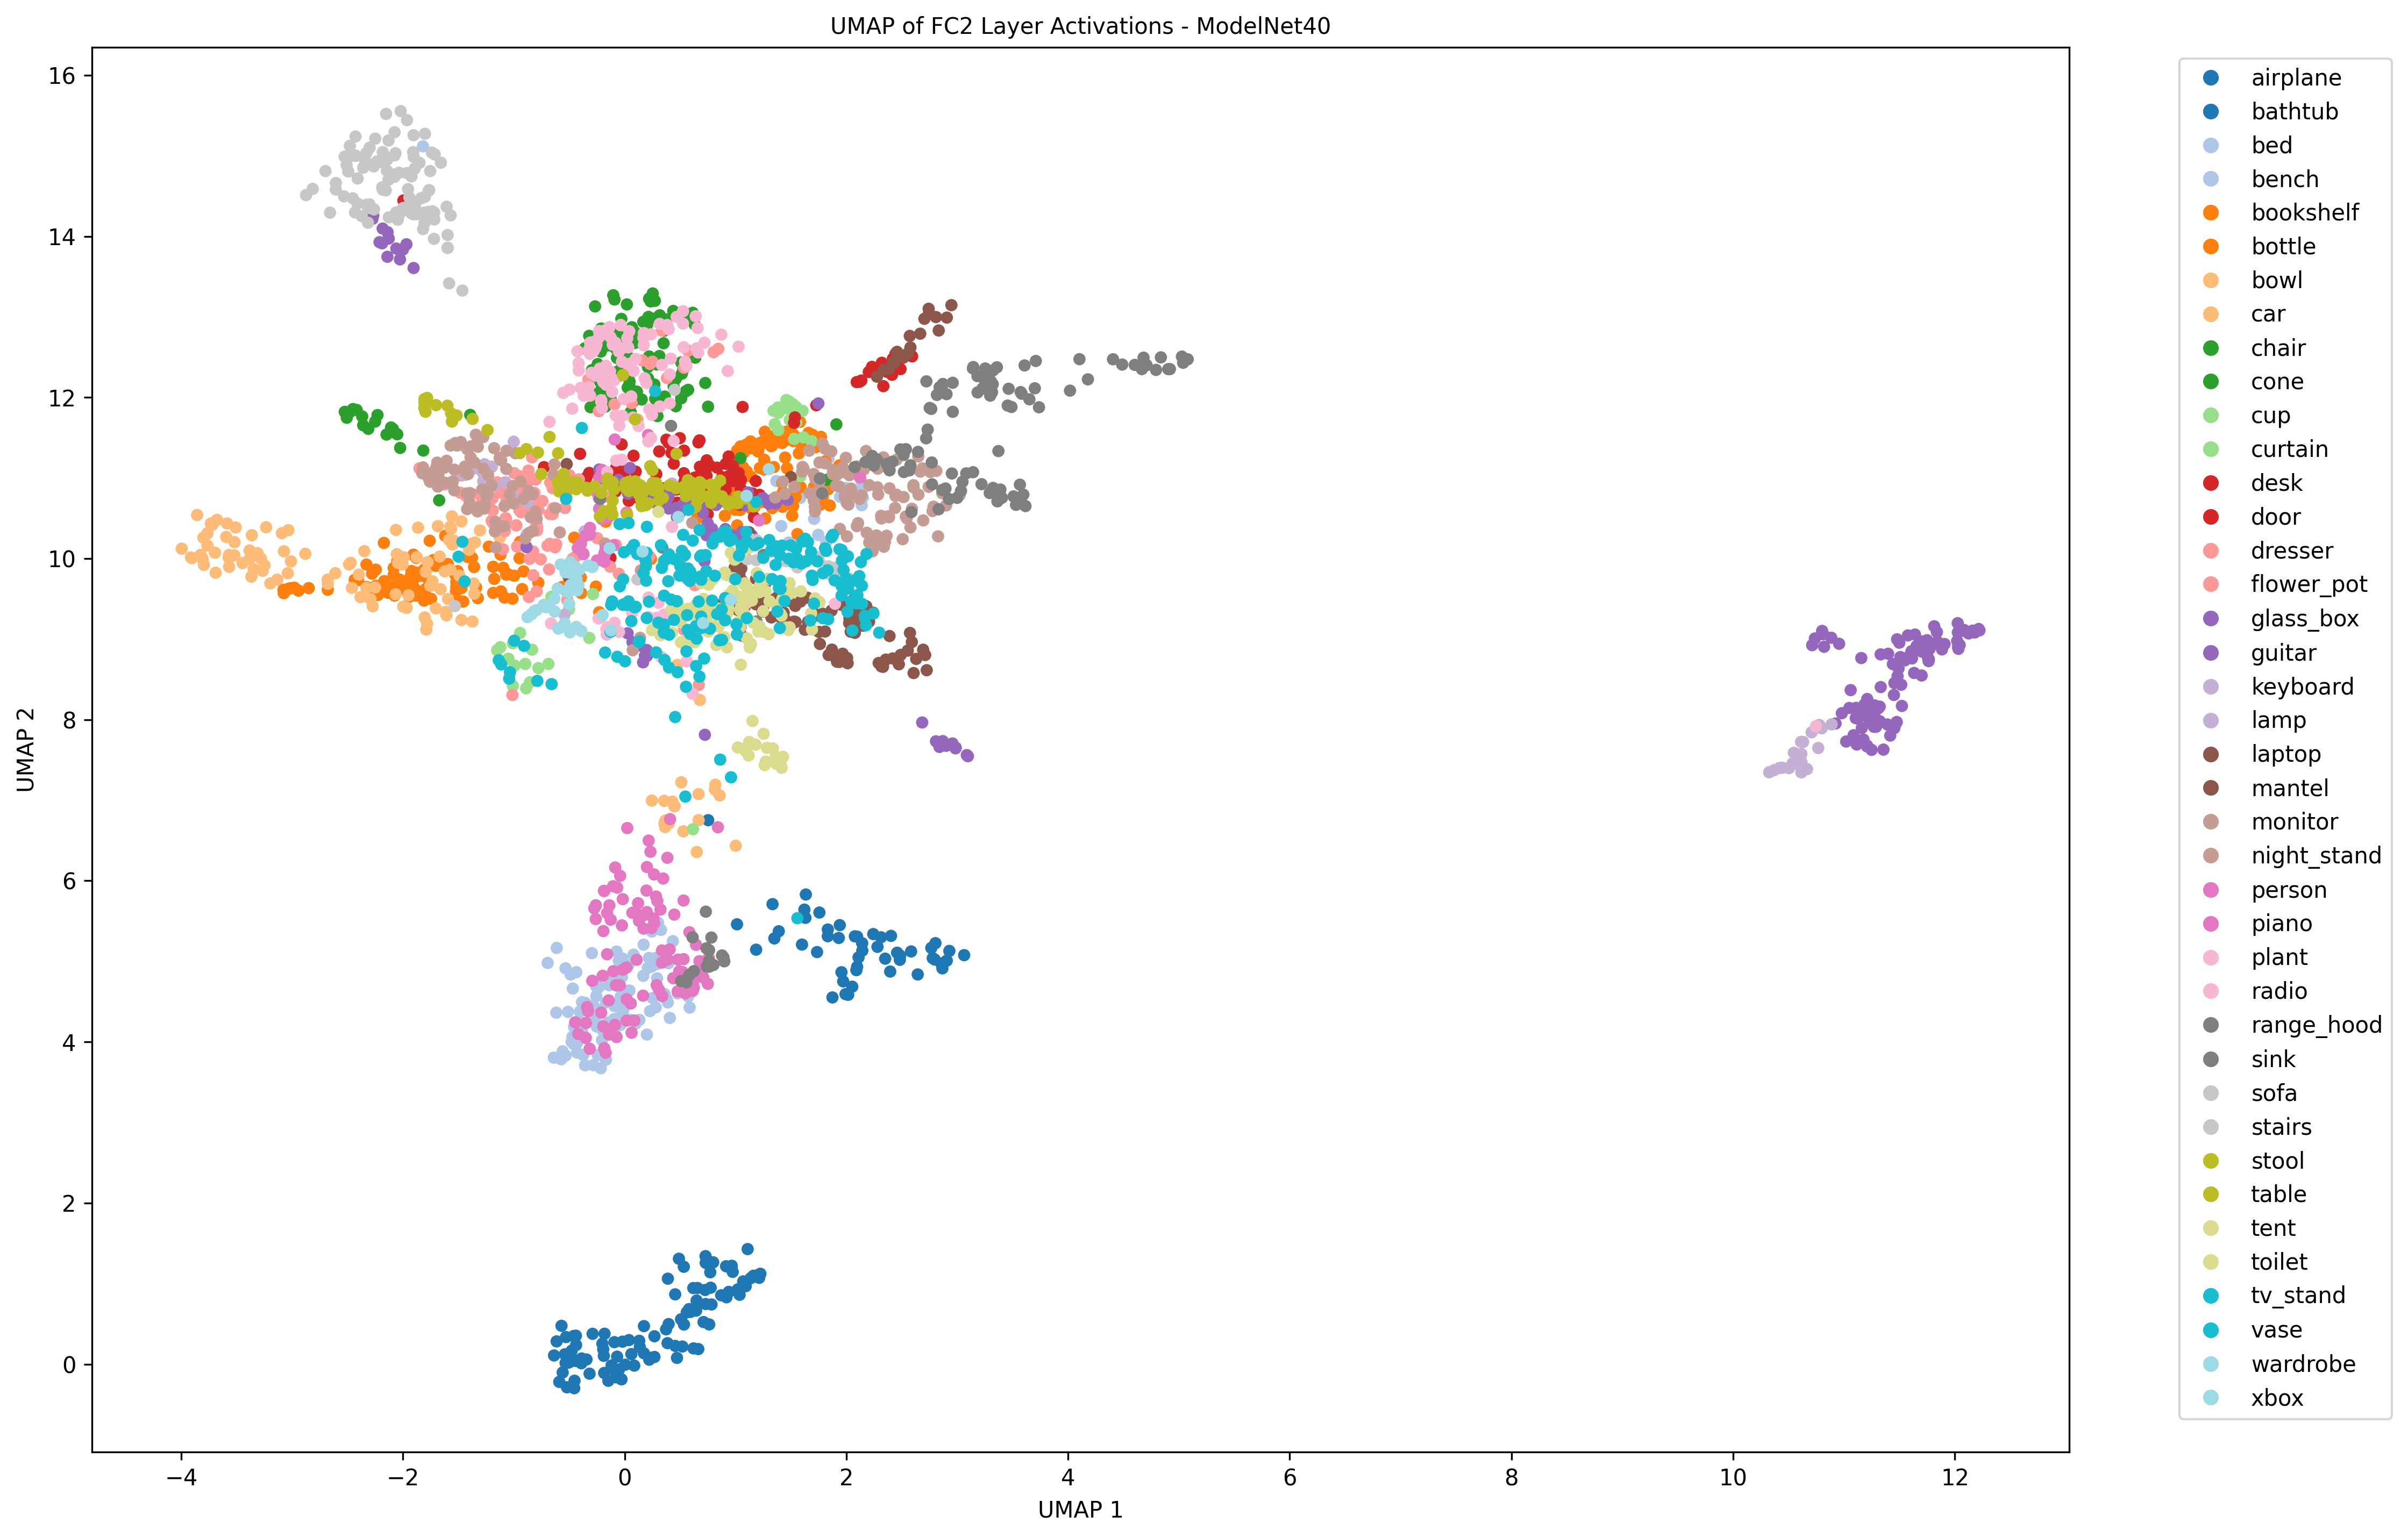 UMAP of FC2 Layer Activations - ModelNet40
16
14
12
10
8
6
4
2
0
UMAP 2
−4
−2
0
2
4
6
8
10
12
UMAP 1
airplane
bathtub
bed
bench
bookshelf
bottle
bowl
car
chair
cone
cup
curtain
desk
door
dresser
flower_pot
glass_box
guitar
keyboard
lamp
laptop
mantel
monitor
night_stand
person
piano
plant
radio
range_hood
sink
sofa
stairs
stool
table
tent
toilet
tv_stand
vase
wardrobe
xbox